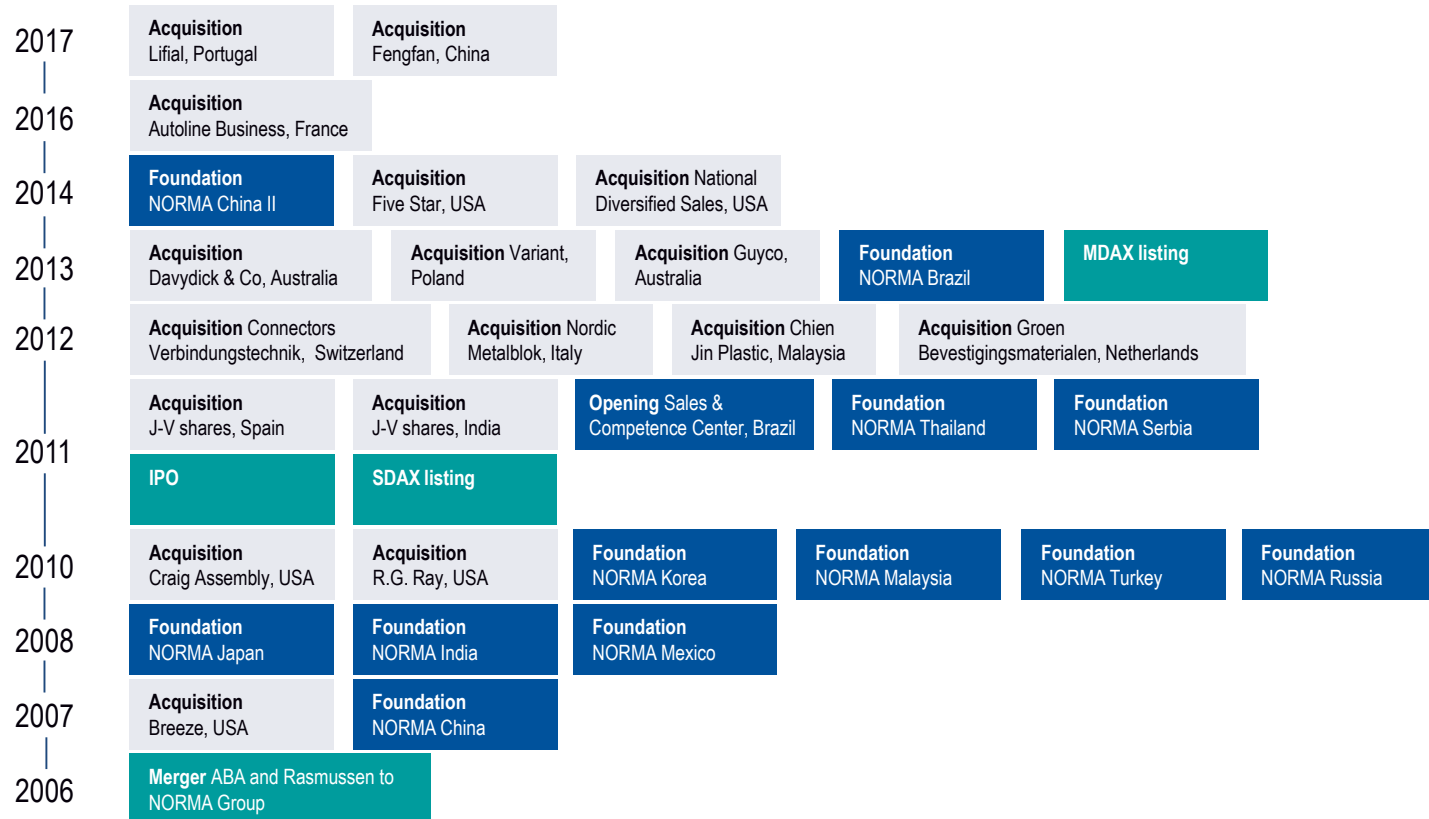 2017
Acquisition
Lifial, Portugal
Acquisition
Fengfan, China
2016
Acquisition
Autoline Business, France
2014
Foundation
NORMA China II
Acquisition
Five Star, USA
Acquisition National
Diversified Sales, USA
2013
Acquisition
Davydick & Co, Australia
Acquisition Variant,
Poland
Acquisition Guyco,
Australia
Foundation
NORMA Brazil
MDAX listing
2012
Acquisition Connectors
Verbindungstechnik, Switzerland
Acquisition Nordic
Metalblok, Italy
Acquisition Chien
Jin Plastic, Malaysia
Acquisition Groen
Bevestigingsmaterialen, Netherlands
2011
Acquisition
J-V shares, Spain
Acquisition
J-V shares, India
Opening Sales &
Competence Center, Brazil
Foundation
NORMA Thailand
Foundation
NORMA Serbia
IPO
SDAX listing
2010
Acquisition
Craig Assembly, USA
Acquisition
R.G. Ray, USA
Foundation
NORMA Korea
Foundation
NORMA Malaysia
Foundation
NORMA Turkey
Foundation
NORMA Russia
2008
Foundation
NORMA Japan
Foundation
NORMA India
Foundation
NORMA Mexico
2007
Acquisition
Breeze, USA
Foundation
NORMA China
2006
Merger ABA and Rasmussen to
NORMA Group